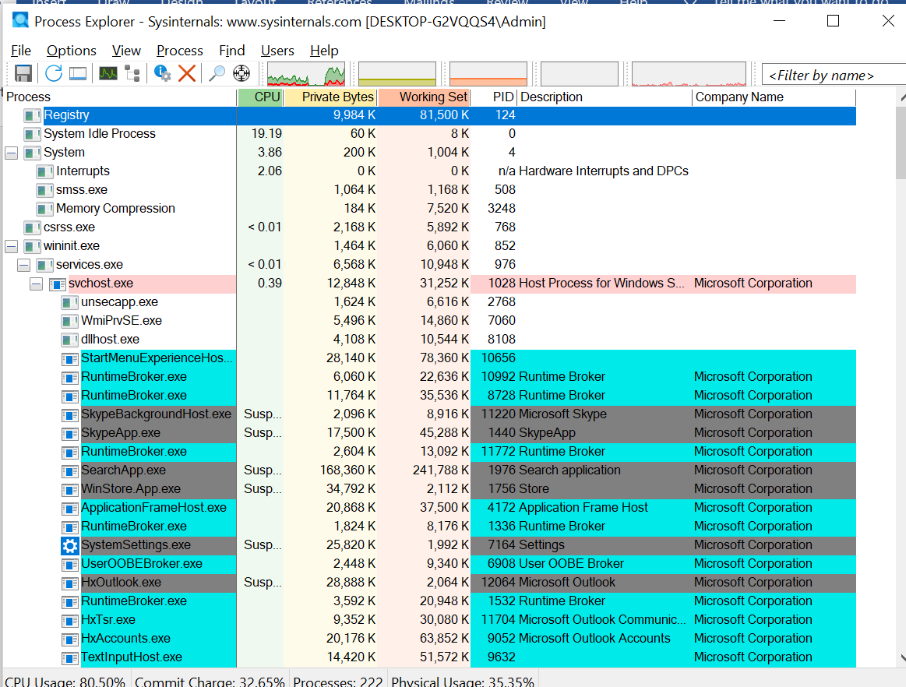 Insert Draw Design Layout References Mailings Review View Help Tell me what you want to do
Process Explorer - Sysinternals: www.sysinternals.com [DESKTOP-G2VQQS4\Admin]
File Options View Process Find Users Help
<Filter by name>
Process CPU Private Bytes Working Set PID Description Company Name
Registry 9,984 K 81,500 K 124
System Idle Process 19.19 60 K 8 K 0
System 3.86 200 K 1,004 K 4
Interrupts 2.06 0 K 0 K n/a Hardware Interrupts and DPCs
smss.exe 1,064 K 1,168 K 508
Memory Compression 184 K 7,520 K 3248
csrss.exe < 0.01 2,168 K 5,892 K 768
wininit.exe 1,464 K 6,060 K 852
services.exe < 0.01 6,568 K 10,948 K 976
svchost.exe 0.39 12,848 K 31,252 K 1028 Host Process for Windows S... Microsoft Corporation
unsecapp.exe 1,624 K 6,616 K 2768
WmiPrvSE.exe 5,496 K 14,860 K 7060
dllhost.exe 4,108 K 10,544 K 8108
StartMenuExperienceHos... 28,140 K 78,360 K 10656
RuntimeBroker.exe 6,060 K 22,636 K 10992 Runtime Broker Microsoft Corporation
RuntimeBroker.exe 11,764 K 35,536 K 8728 Runtime Broker Microsoft Corporation
SkypeBackgroundHost.exe Susp... 2,096 K 8,916 K 11220 Microsoft Skype Microsoft Corporation
SkypeApp.exe Susp... 17,500 K 45,288 K 1440 SkypeApp Microsoft Corporation
RuntimeBroker.exe 2,604 K 13,092 K 11772 Runtime Broker Microsoft Corporation
SearchApp.exe Susp... 168,360 K 241,788 K 1976 Search application Microsoft Corporation
WinStore.App.exe Susp... 34,792 K 2,112 K 1756 Store Microsoft Corporation
ApplicationFrameHost.exe 20,868 K 37,500 K 4172 Application Frame Host Microsoft Corporation
RuntimeBroker.exe 1,824 K 8,176 K 1336 Runtime Broker Microsoft Corporation
SystemSettings.exe Susp... 25,820 K 1,992 K 7164 Settings Microsoft Corporation
UserOOBEBroker.exe 2,448 K 9,340 K 6908 User OOBE Broker Microsoft Corporation
HxOutlook.exe Susp... 28,888 K 2,064 K 12064 Microsoft Outlook Microsoft Corporation
RuntimeBroker.exe 3,592 K 20,948 K 1532 Runtime Broker Microsoft Corporation
HxTsr.exe 9,352 K 30,080 K 11704 Microsoft Outlook Communic... Microsoft Corporation
HxAccounts.exe 20,176 K 63,852 K 9052 Microsoft Outlook Accounts Microsoft Corporation
TextInputHost.exe 14,420 K 51,572 K 9632 Microsoft Corporation
CPU Usage: 80.50% Commit Charge: 32.65% Processes: 222 Physical Usage: 35.35%